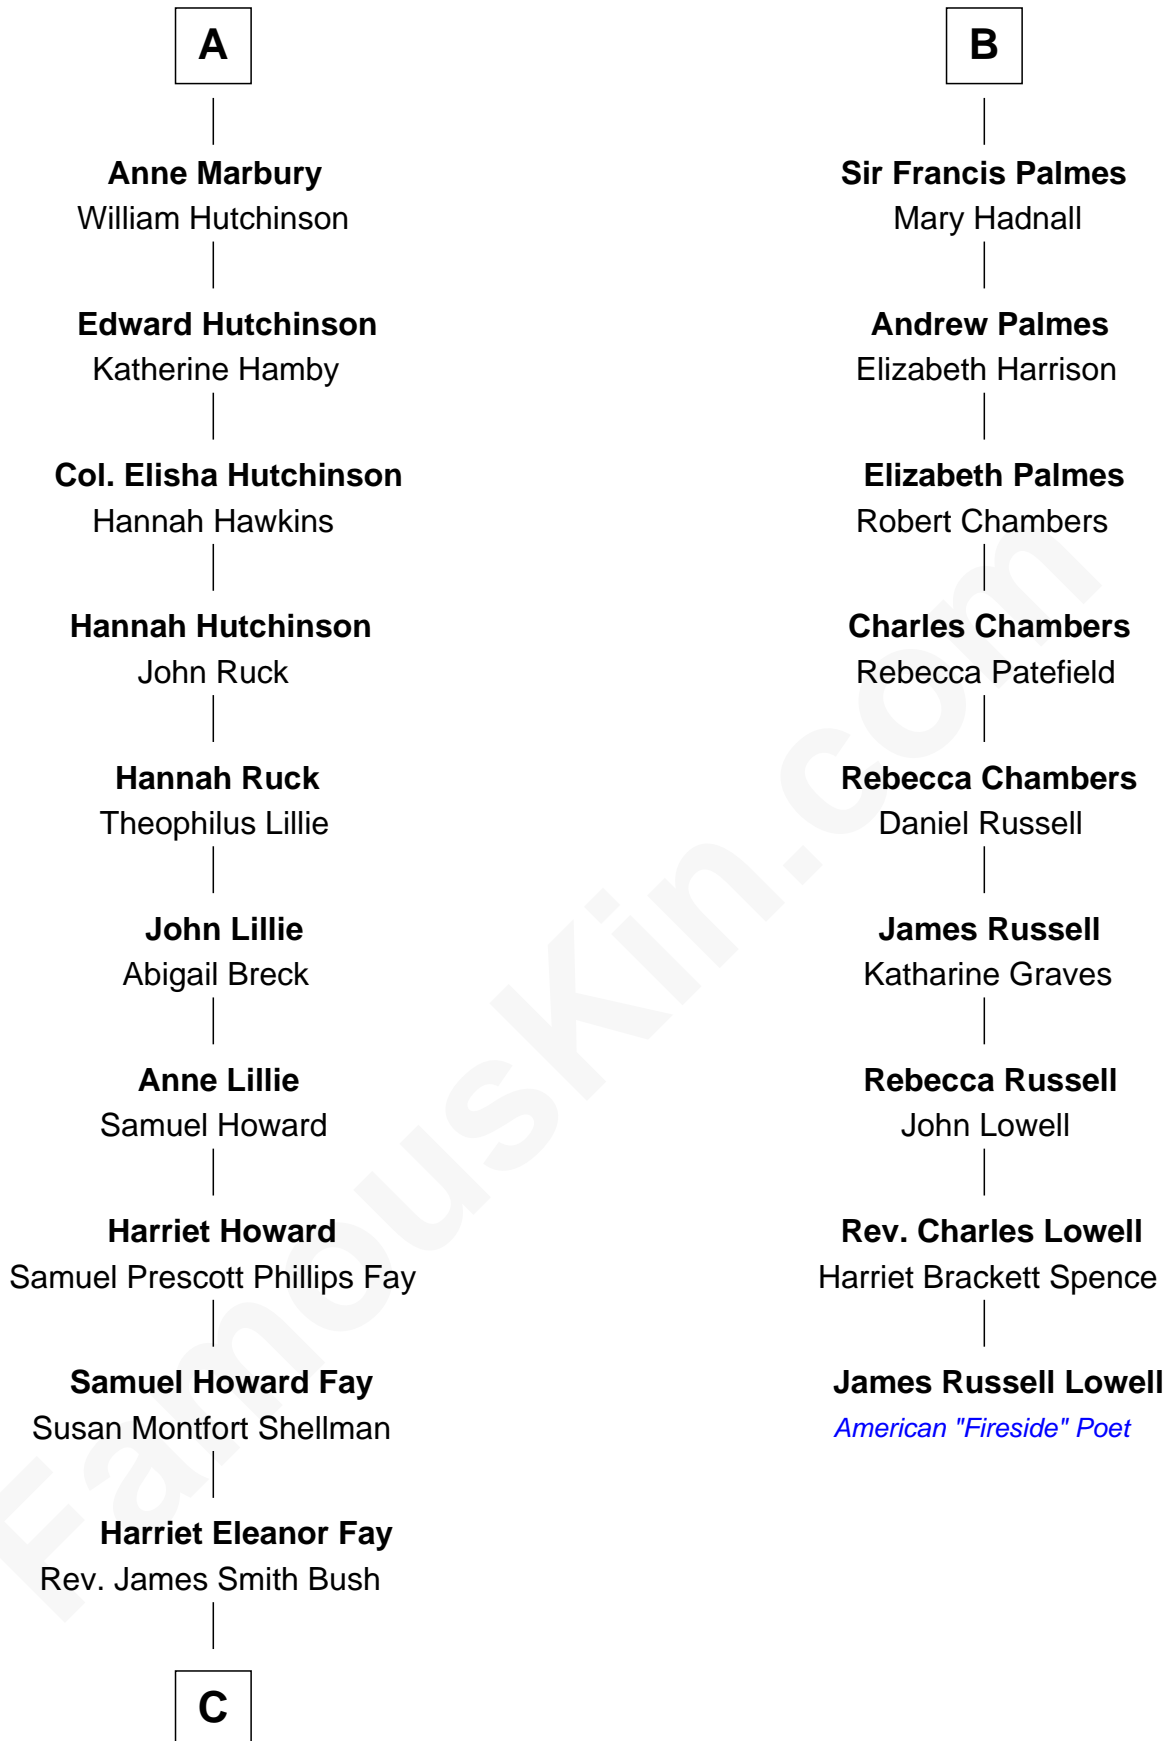 A
Anne Marbury
William Hutchinson
Edward Hutchinson
Katherine Hamby
Col. Elisha Hutchinson
Hannah Hawkins
Hannah Hutchinson
John Ruck
Hannah Ruck
Theophilus Lillie
John Lillie
Abigail Breck
Anne Lillie
Samuel Howard
Harriet Howard
Samuel Prescott Phillips Fay
Samuel Howard Fay
Susan Montfort Shellman
Harriet Eleanor Fay
Rev. James Smith Bush
C
B
Sir Francis Palmes
Mary Hadnall
Andrew Palmes
Elizabeth Harrison
Elizabeth Palmes
Robert Chambers
Charles Chambers
Rebecca Patefield
Rebecca Chambers
Daniel Russell
James Russell
Katharine Graves
Rebecca Russell
John Lowell
Rev. Charles Lowell
Harriet Brackett Spence
James Russell Lowell
American "Fireside" Poet
FamousKin.com